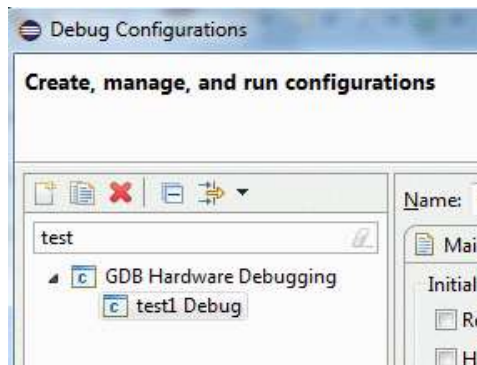 Debug Configurations
Create, manage, and run configurations
Name:
test
Mai
GDB Hardware Debugging
Initial
test1 Debug
R
H